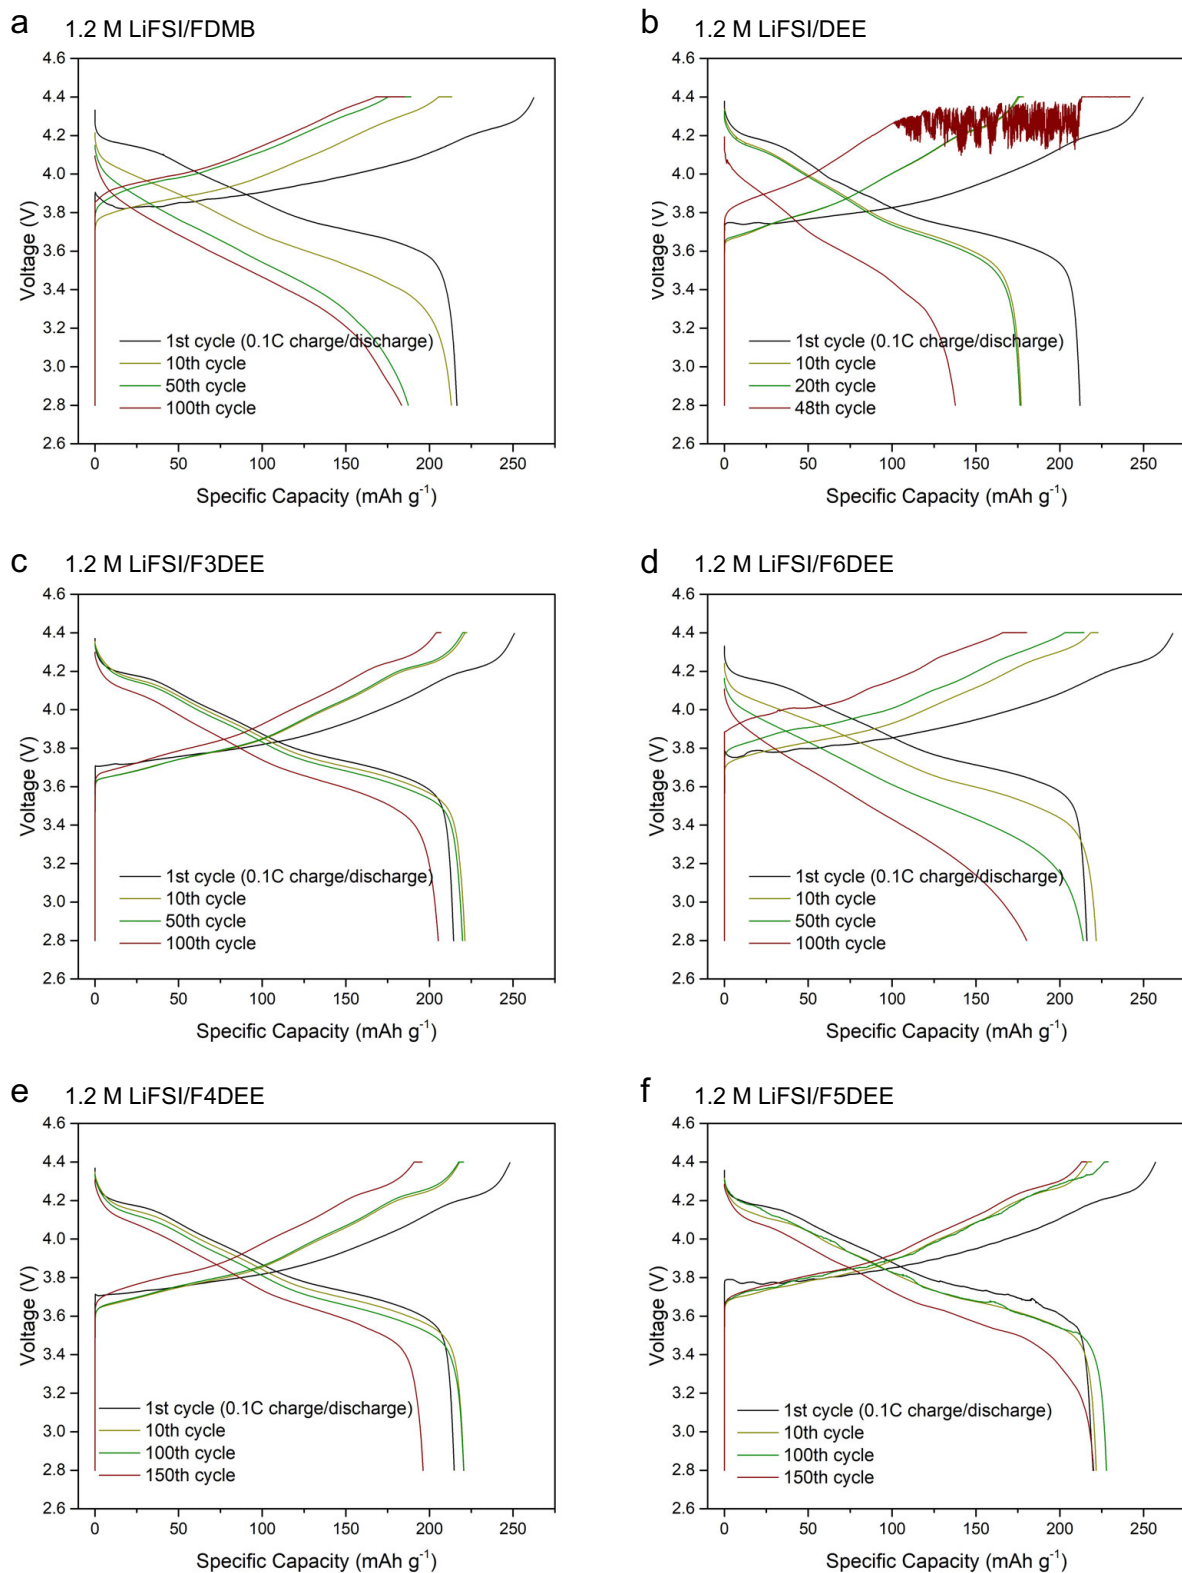 a 1.2 M LiFSI/FDMB
4.6
4.4
4.2
4.0
3.8
3.6
3.4
3.2
3.0
2.8
2.6
Voltage (V)
1st cycle (0.1C charge/discharge)
10th cycle
50th cycle
100th cycle
0 50 100 150 200 250
Specific Capacity (mAh g⁻¹)
b 1.2 M LiFSI/DEE
4.6
4.4
4.2
4.0
3.8
3.6
3.4
3.2
3.0
2.8
2.6
Voltage (V)
1st cycle (0.1C charge/discharge)
10th cycle
20th cycle
48th cycle
0 50 100 150 200 250
Specific Capacity (mAh g⁻¹)
c 1.2 M LiFSI/F3DEE
4.6
4.4
4.2
4.0
3.8
3.6
3.4
3.2
3.0
2.8
2.6
Voltage (V)
1st cycle (0.1C charge/discharge)
10th cycle
50th cycle
100th cycle
0 50 100 150 200 250
Specific Capacity (mAh g⁻¹)
d 1.2 M LiFSI/F6DEE
4.6
4.4
4.2
4.0
3.8
3.6
3.4
3.2
3.0
2.8
2.6
Voltage (V)
1st cycle (0.1C charge/discharge)
10th cycle
50th cycle
100th cycle
0 50 100 150 200 250
Specific Capacity (mAh g⁻¹)
e 1.2 M LiFSI/F4DEE
4.6
4.4
4.2
4.0
3.8
3.6
3.4
3.2
3.0
2.8
2.6
Voltage (V)
1st cycle (0.1C charge/discharge)
10th cycle
100th cycle
150th cycle
0 50 100 150 200 250
Specific Capacity (mAh g⁻¹)
f 1.2 M LiFSI/F5DEE
4.6
4.4
4.2
4.0
3.8
3.6
3.4
3.2
3.0
2.8
2.6
Voltage (V)
1st cycle (0.1C charge/discharge)
10th cycle
100th cycle
150th cycle
0 50 100 150 200 250
Specific Capacity (mAh g⁻¹)